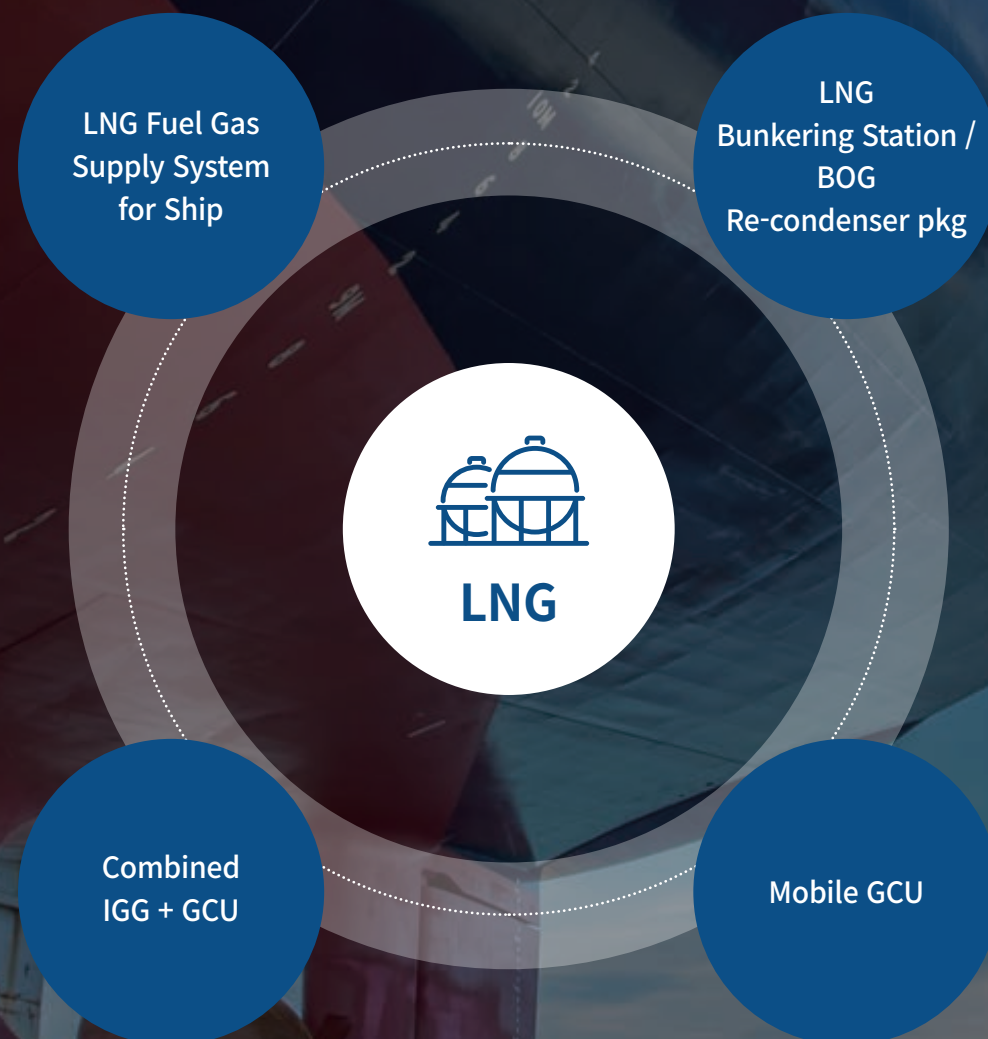 LNG Fuel Gas
Supply System
for Ship
LNG
Bunkering Station /
BOG
Re-condenser pkg
LNG
Combined
IGG + GCU
Mobile GCU